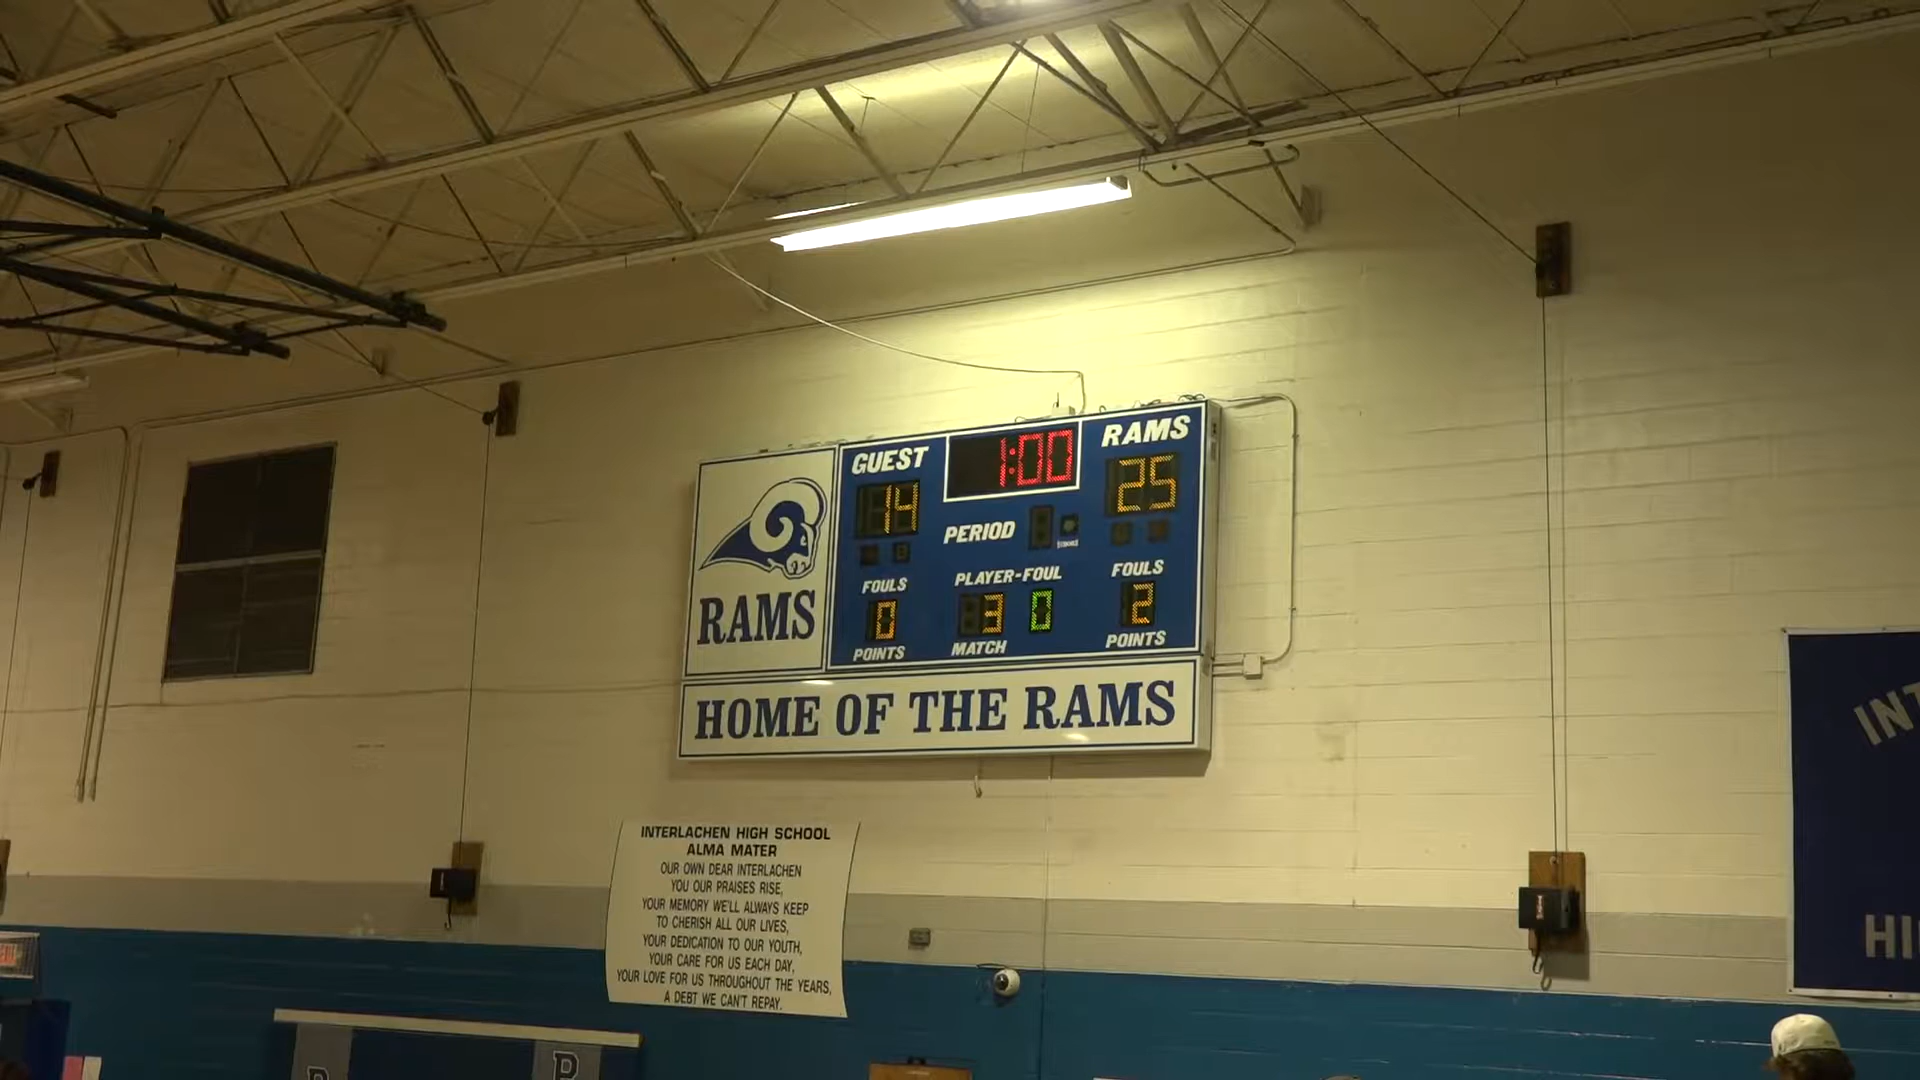 GUEST
1:00
RAMS
14
25
PERIOD
FOULS
PLAYER-FOUL
FOULS
0
3
0
2
POINTS
MATCH
POINTS
RAMS
HOME OF THE RAMS
INTERLACHEN HIGH SCHOOL
ALMA MATER
OUR OWN DEAR INTERLACHEN
YOU OUR PRAISES RISE,
YOUR MEMORY WE'LL ALWAYS KEEP
TO CHERISH ALL OUR LIVES,
YOUR DEDICATION TO OUR YOUTH,
YOUR CARE FOR US EACH DAY,
YOUR LOVE FOR US THROUGHOUT THE YEARS,
A DEBT WE CAN'T REPAY.
INT
HI
P